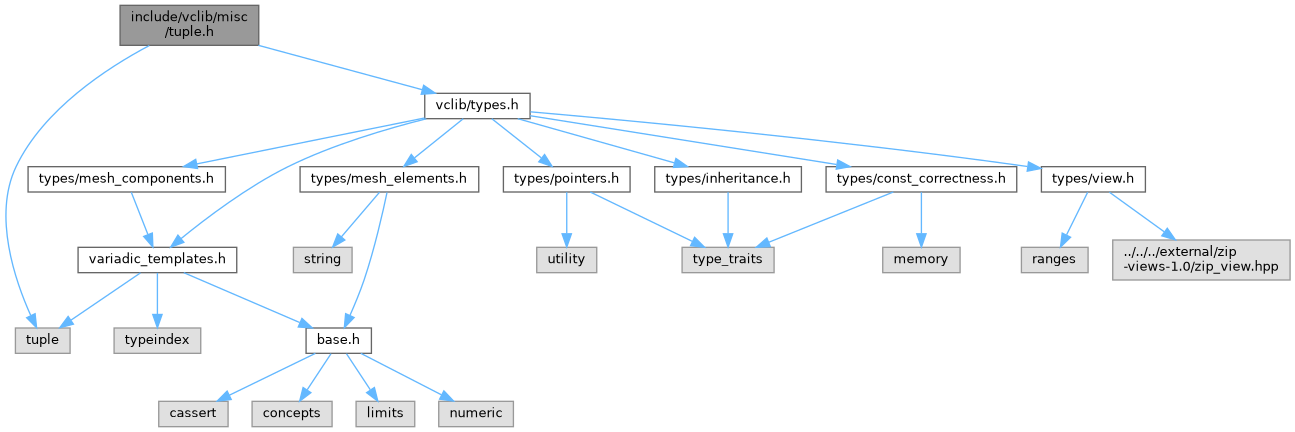 include/vclib/misc
/tuple.h
vclib/types.h
types/mesh_components.h
types/mesh_elements.h
types/pointers.h
types/inheritance.h
types/const_correctness.h
types/view.h
variadic_templates.h
string
utility
type_traits
memory
ranges
../../../external/zip
-views-1.0/zip_view.hpp
tuple
typeindex
base.h
cassert
concepts
limits
numeric